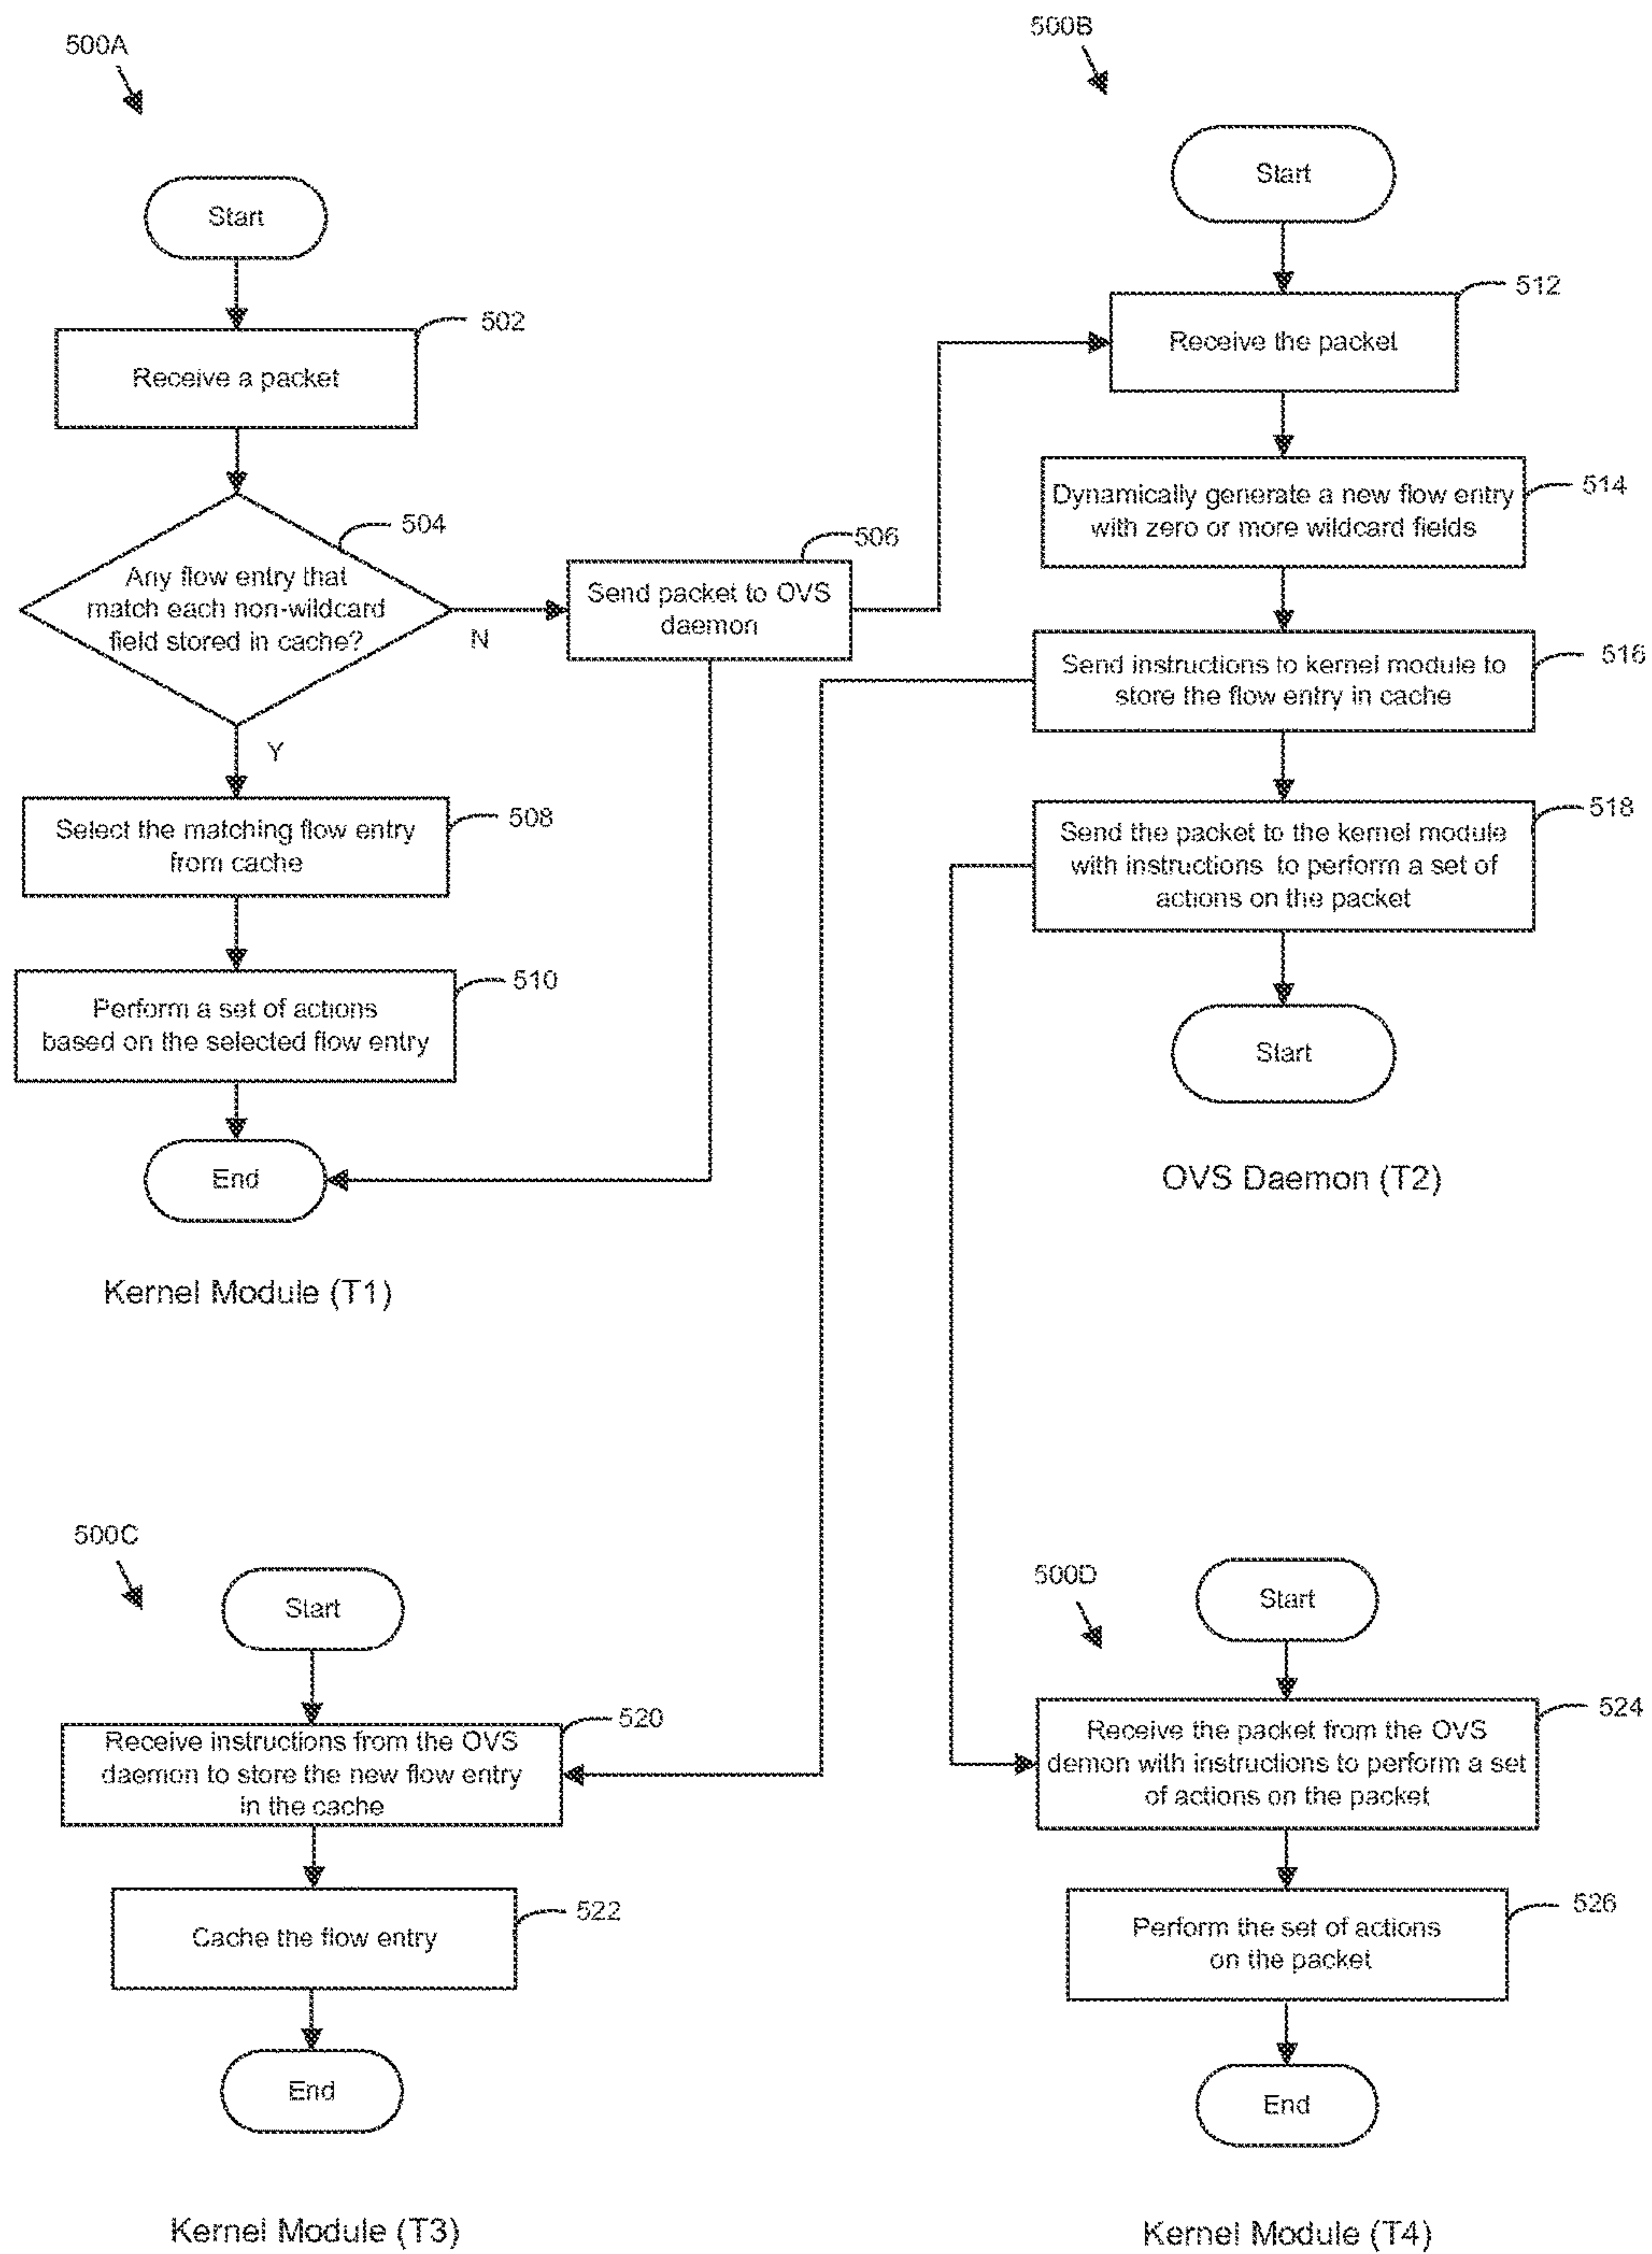 500A
Start
502
Receive a packet
504
Any flow entry that
match each non-wildcard
field stored in cache?
N
Y
506
Send packet to OVS
daemon
508
Select the matching flow entry
from cache
510
Perform a set of actions
based on the selected flow entry
End
Kernel Module (T1)
500B
Start
512
Receive the packet
514
Dynamically generate a new flow entry
with zero or more wildcard fields
516
Send instructions to kernel module to
store the flow entry in cache
518
Send the packet to the kernel module
with instructions to perform a set of
actions on the packet
Start
OVS Daemon (T2)
500C
Start
520
Receive instructions from the OVS
daemon to store the new flow entry
in the cache
522
Cache the flow entry
End
Kernel Module (T3)
500D
Start
524
Receive the packet from the OVS
demon with instructions to perform a set
of actions on the packet
526
Perform the set of actions
on the packet
End
Kernel Module (T4)